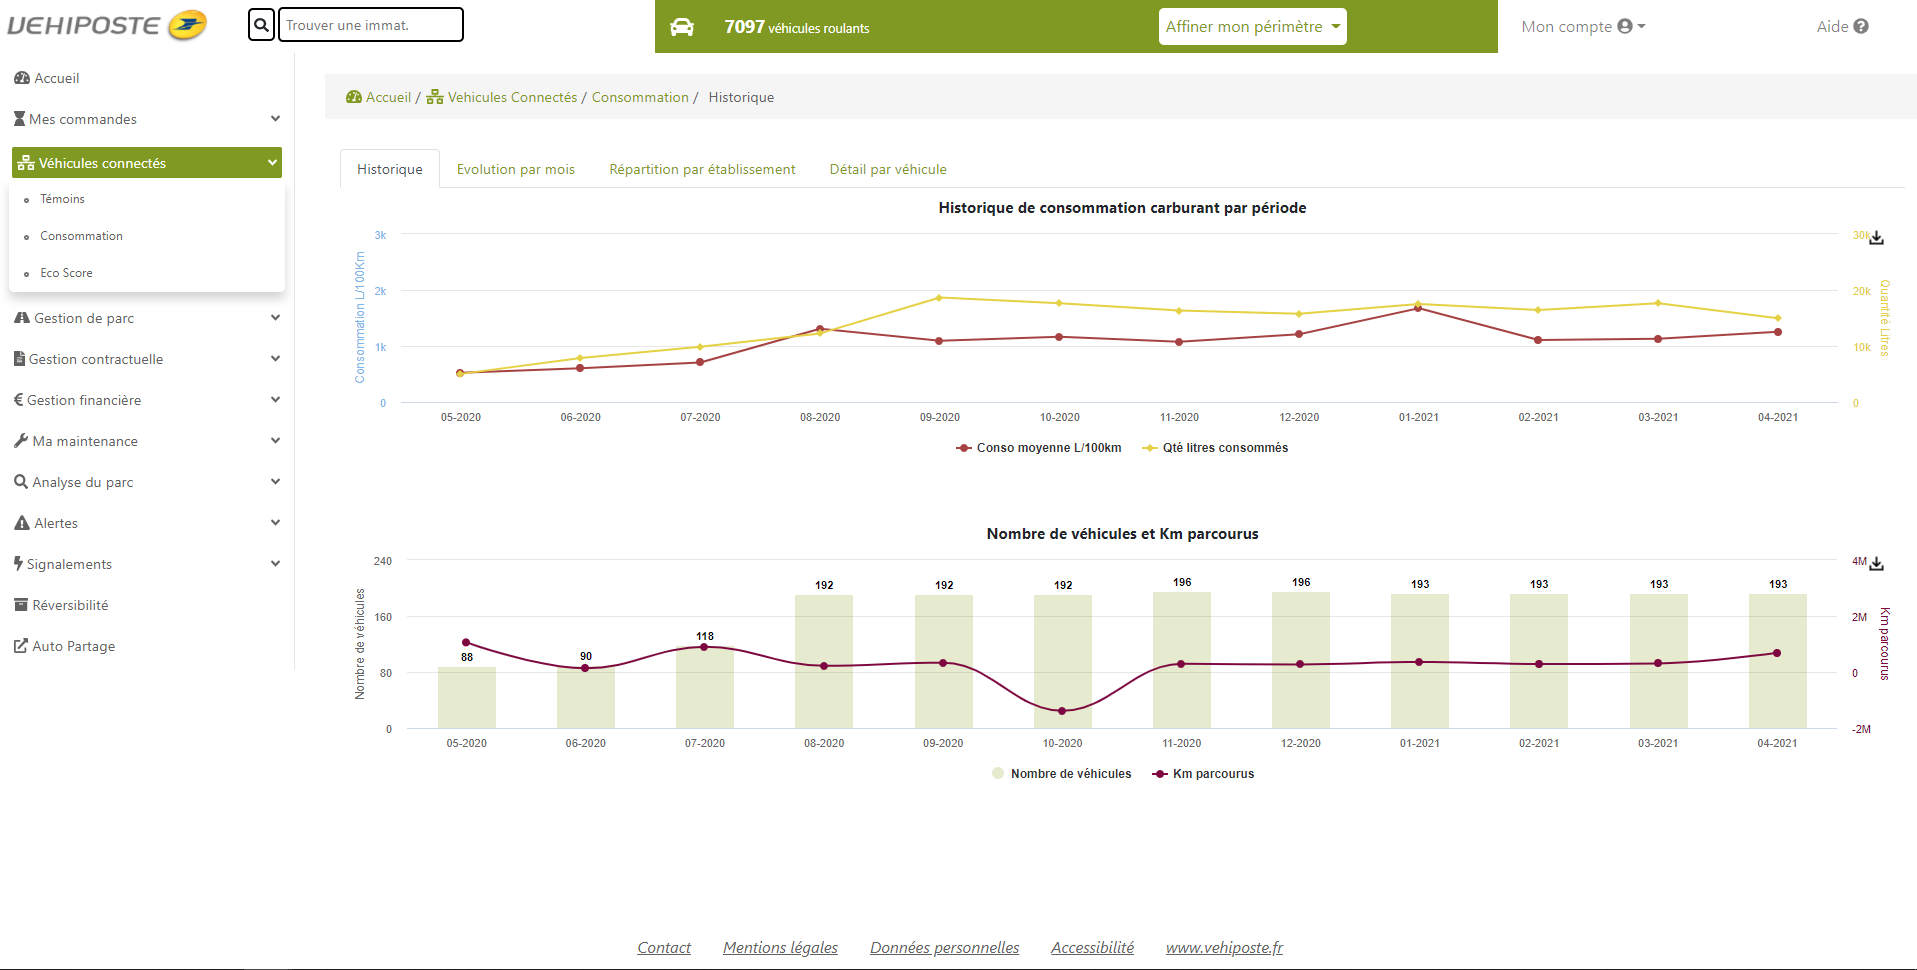 VEHIPOSTE
Trouver une immat.
7097 véhicules roulants
Affiner mon périmètre
Mon compte
Aide
Accueil
Mes commandes
Véhicules connectés
Témoins
Consommation
Eco Score
Gestion de parc
Gestion contractuelle
Gestion financière
Ma maintenance
Analyse du parc
Alertes
Signalements
Réversibilité
Auto Partage
Accueil / Vehicules Connectés / Consommation / Historique
Historique
Evolution par mois
Répartition par établissement
Détail par véhicule
Historique de consommation carburant par période
Consommation L/100Km
3k
2k
1k
0
30k
20k
10k
0
Quantité Litres
05-2020 06-2020 07-2020 08-2020 09-2020 10-2020 11-2020 12-2020 01-2021 02-2021 03-2021 04-2021
Conso moyenne L/100km
Qté litres consommés
Nombre de véhicules et Km parcourus
Nombre de véhicules
240
160
80
0
88 90 118 192 192 192 196 196 193 193 193 193
4M
2M
0
-2M
Km parcourus
05-2020 06-2020 07-2020 08-2020 09-2020 10-2020 11-2020 12-2020 01-2021 02-2021 03-2021 04-2021
Nombre de véhicules
Km parcourus
Contact
Mentions légales
Données personnelles
Accessibilité
www.vehiposte.fr